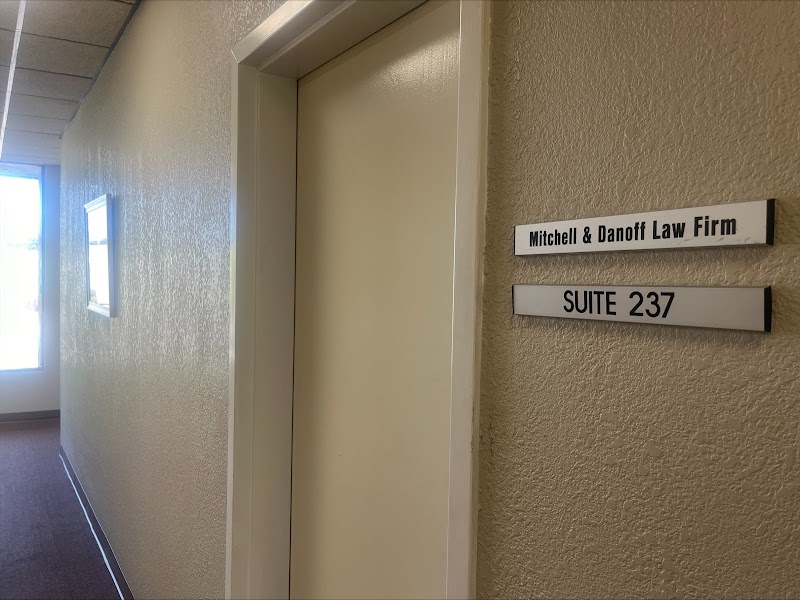 Mitchell & Danoff Law Firm
SUITE 237